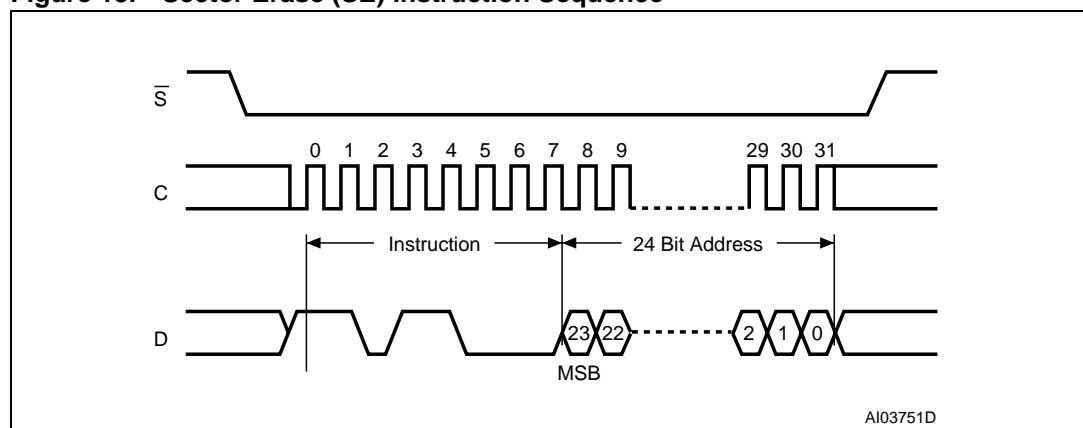 Figure 15. Sector Erase (SE) Instruction Sequence
S
0 1 2 3 4 5 6 7 8 9 29 30 31
C
Instruction 24 Bit Address
D 23 22 2 1 0
MSB
AI03751D